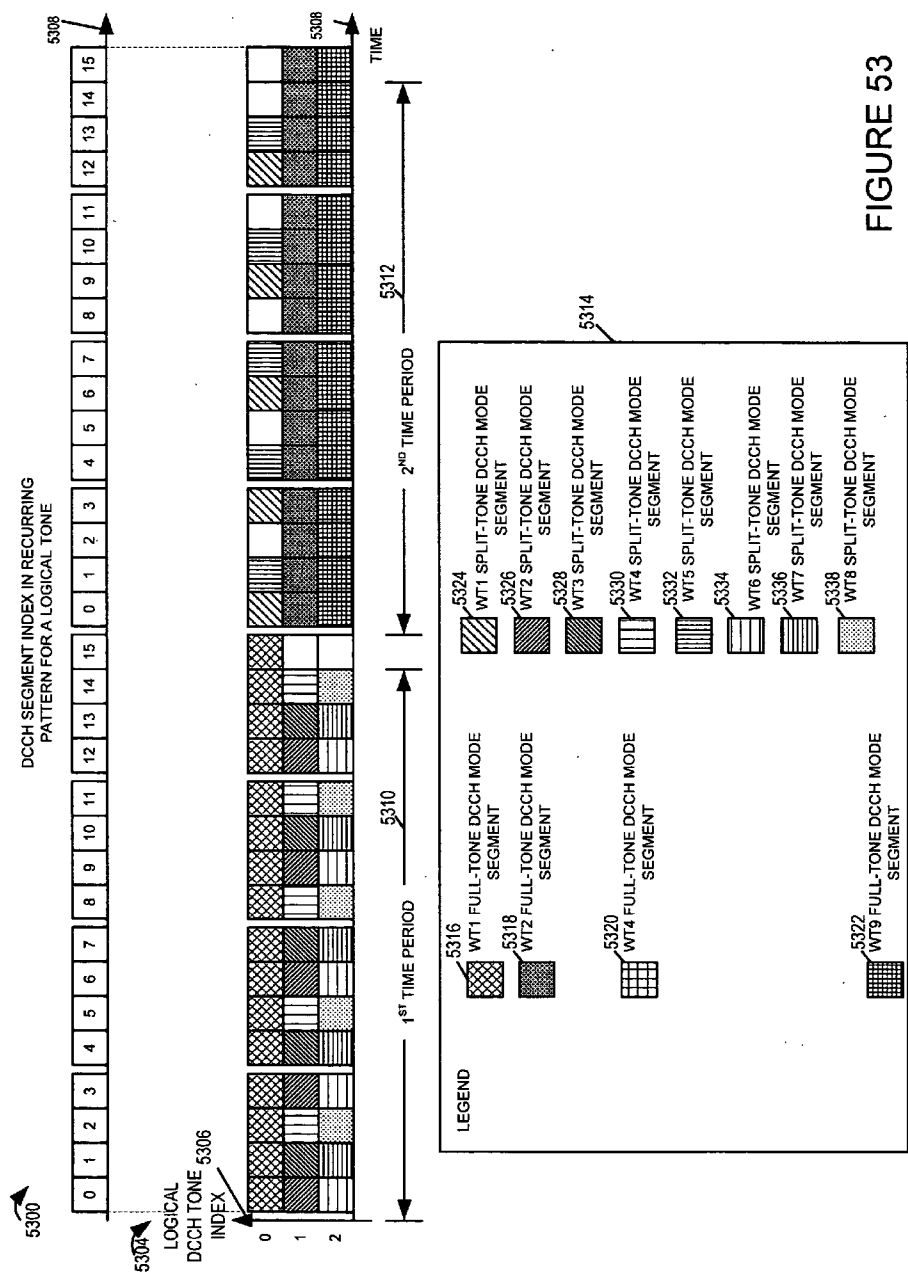 5300
DCCH SEGMENT INDEX IN RECURRING
PATTERN FOR A LOGICAL TONE
0 1 2 3 4 5 6 7 8 9 10 11 12 13 14 15 0 1 2 3 4 5 6 7 8 9 10 11 12 13 14 15
5308
5304
LOGICAL
DCCH TONE
INDEX
5306
0
1
2
5308
TIME
1ST TIME PERIOD
5310
2ND TIME PERIOD
5312
5314
LEGEND
5316
WT1 FULL-TONE DCCH MODE
SEGMENT
5318
WT2 FULL-TONE DCCH MODE
SEGMENT
5320
WT4 FULL-TONE DCCH MODE
SEGMENT
5322
WT9 FULL-TONE DCCH MODE
SEGMENT
5324
WT1 SPLIT-TONE DCCH MODE
SEGMENT
5326
WT2 SPLIT-TONE DCCH MODE
SEGMENT
5328
WT3 SPLIT-TONE DCCH MODE
SEGMENT
5330
WT4 SPLIT-TONE DCCH MODE
SEGMENT
5332
WT5 SPLIT-TONE DCCH MODE
SEGMENT
5334
WT6 SPLIT-TONE DCCH MODE
SEGMENT
5336
WT7 SPLIT-TONE DCCH MODE
SEGMENT
5338
WT8 SPLIT-TONE DCCH MODE
SEGMENT
FIGURE 53